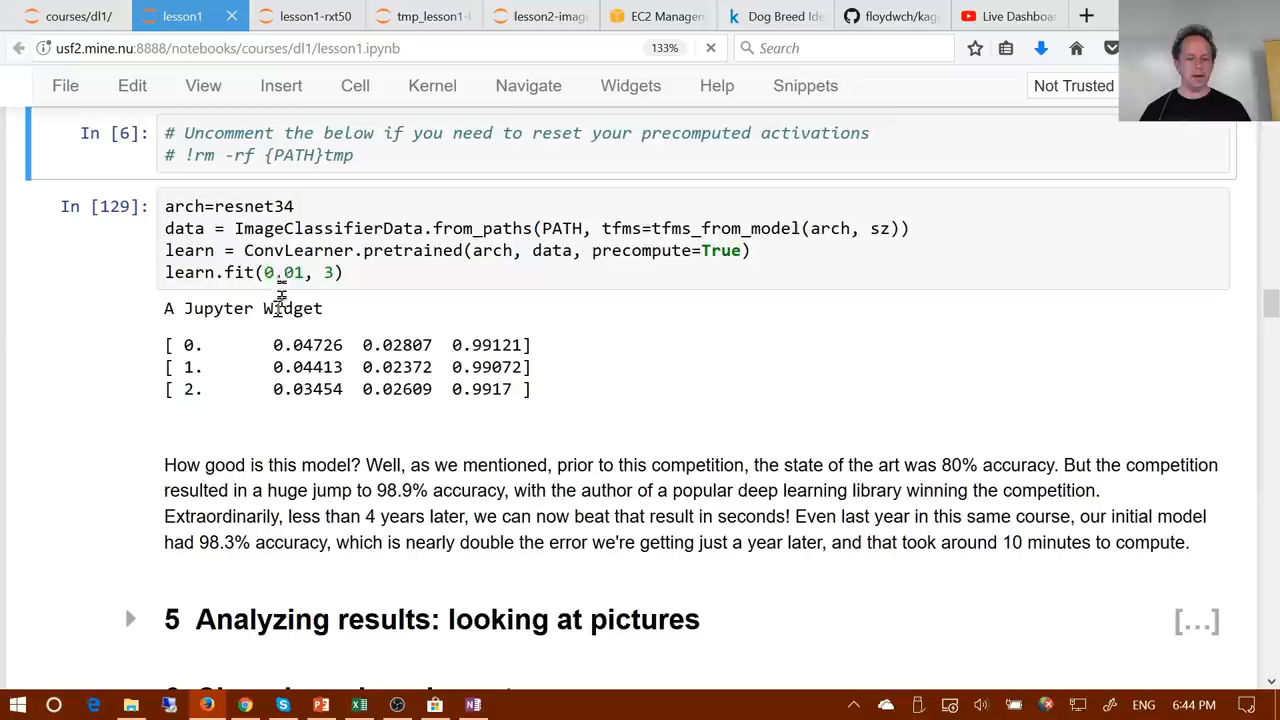 courses/dl1/
lesson1
lesson1-rxt50
tmp_lesson1-
lesson2-imag
EC2 Managem
Dog Breed Ide
floydwch/kagg
Live Dashboa
usf2.mine.nu:8888/notebooks/courses/dl1/lesson1.ipynb
133%
Search
File Edit View Insert Cell Kernel Navigate Widgets Help Snippets
Not Trusted
In [6]:
# Uncomment the below if you need to reset your precomputed activations
# !rm -rf {PATH}tmp
In [129]:
arch=resnet34
data = ImageClassifierData.from_paths(PATH, tfms=tfms_from_model(arch, sz))
learn = ConvLearner.pretrained(arch, data, precompute=True)
learn.fit(0.01, 3)
A Jupyter Widget
[ 0. 0.04726 0.02807 0.99121]
[ 1. 0.04413 0.02372 0.99072]
[ 2. 0.03454 0.02609 0.9917 ]
How good is this model? Well, as we mentioned, prior to this competition, the state of the art was 80% accuracy. But the competition
resulted in a huge jump to 98.9% accuracy, with the author of a popular deep learning library winning the competition.
Extraordinarily, less than 4 years later, we can now beat that result in seconds! Even last year in this same course, our initial model
had 98.3% accuracy, which is nearly double the error we're getting just a year later, and that took around 10 minutes to compute.
5 Analyzing results: looking at pictures
[...]
ENG
6:44 PM